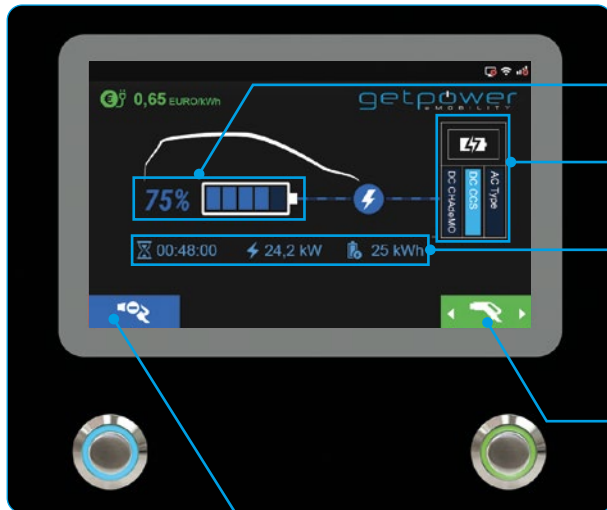 0,65 EURO/kWh
getpower
eMOBILITY
75%
DC CHAdeMO
DC CCS
AC Type
00:48:00 24,2 kW 25 kWh